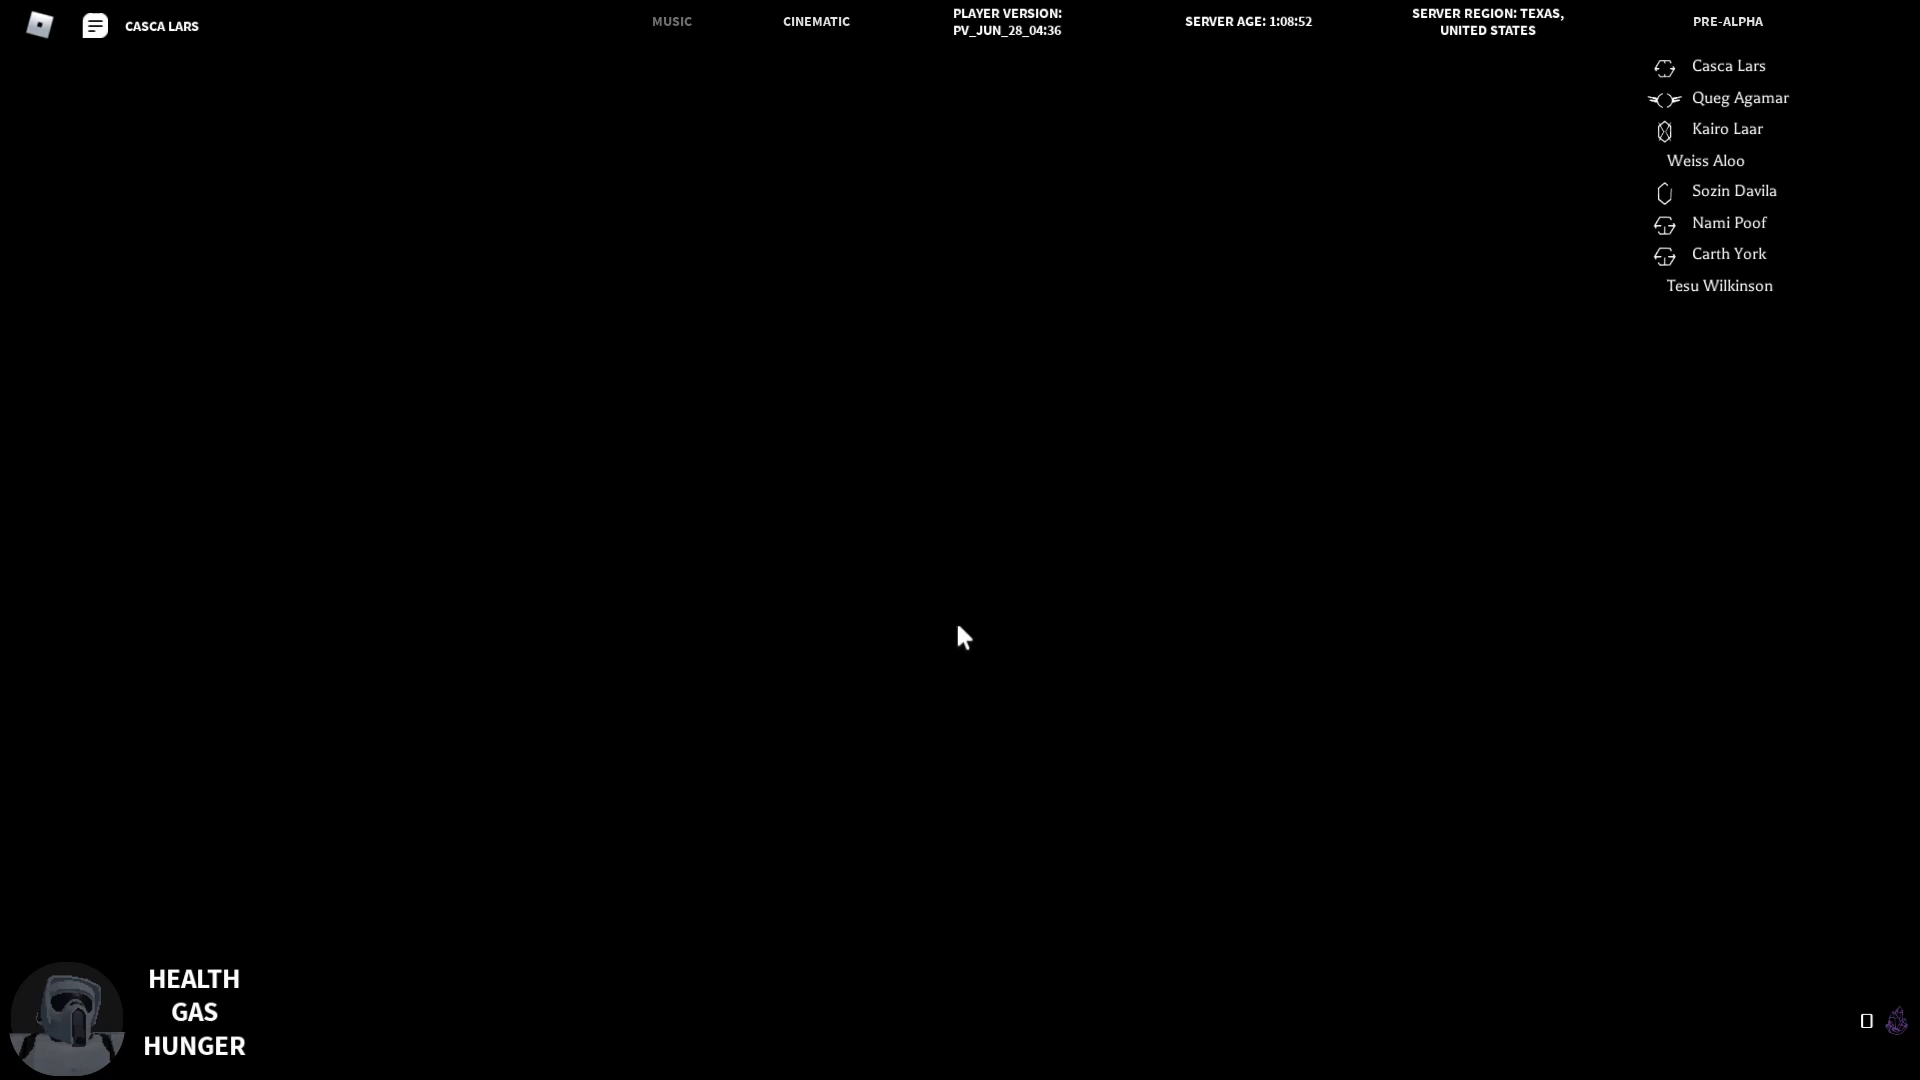 CASCA LARS
MUSIC
CINEMATIC
PLAYER VERSION:
PV_JUN_28_04:36
SERVER AGE: 1:08:52
SERVER REGION: TEXAS,
UNITED STATES
PRE-ALPHA
Casca Lars
Queg Agamar
Kairo Laar
Weiss Aloo
Sozin Davila
Nami Poof
Carth York
Tesu Wilkinson
HEALTH
GAS
HUNGER
0